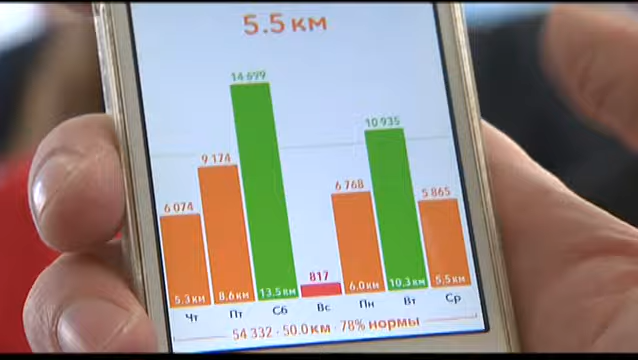 5.5 км
14 699
10 935
9 174
6 768
6 074
5 865
817
5.3 км
8.6 км
13.5 км
6.0 км
10.3 км
5.5 км
Чт
Пт
Сб
Вс
Пн
Вт
Ср
54 332 · 50.0 км · 78% нормы